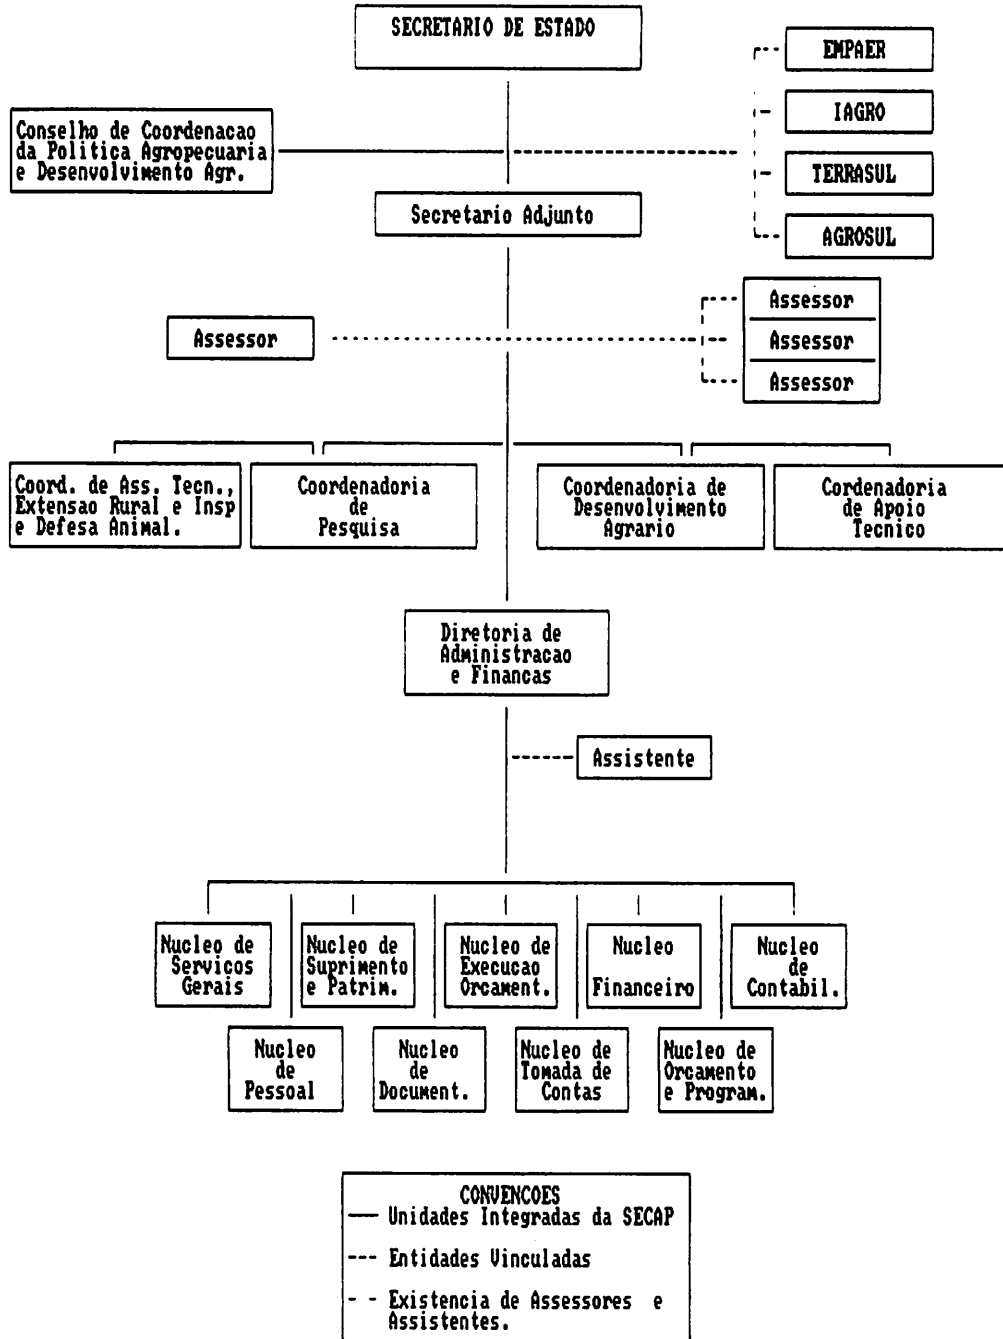 SECRETARIO DE ESTADO
EMPAER
IAGRO
TERRASUL
AGROSUL
Conselho de Coordenacao
da Politica Agropecuaria
e Desenvolvimento Agr.
Secretario Adjunto
Assessor
Assessor
Assessor
Assessor
Coord. de Ass. Tecn.,
Extensao Rural e Insp
e Defesa Animal.
Coordenadoria
de
Pesquisa
Coordenadoria de
Desenvolvimento
Agrario
Cordenadoria
de Apoio
Tecnico
Diretoria de
Administracao
e Financas
Assistente
Nucleo de
Servicos
Gerais
Nucleo de
Suprimento
e Patrim.
Nucleo de
Execucao
Orcament.
Nucleo
Financeiro
Nucleo
de
Contabil.
Nucleo
de
Pessoal
Nucleo
de
Document.
Nucleo de
Tomada de
Contas
Nucleo de
Orcamento
e Program.
CONVENCOES
Unidades Integradas da SECAP
Entidades Vinculadas
Existencia de Assessores e
Assistentes.